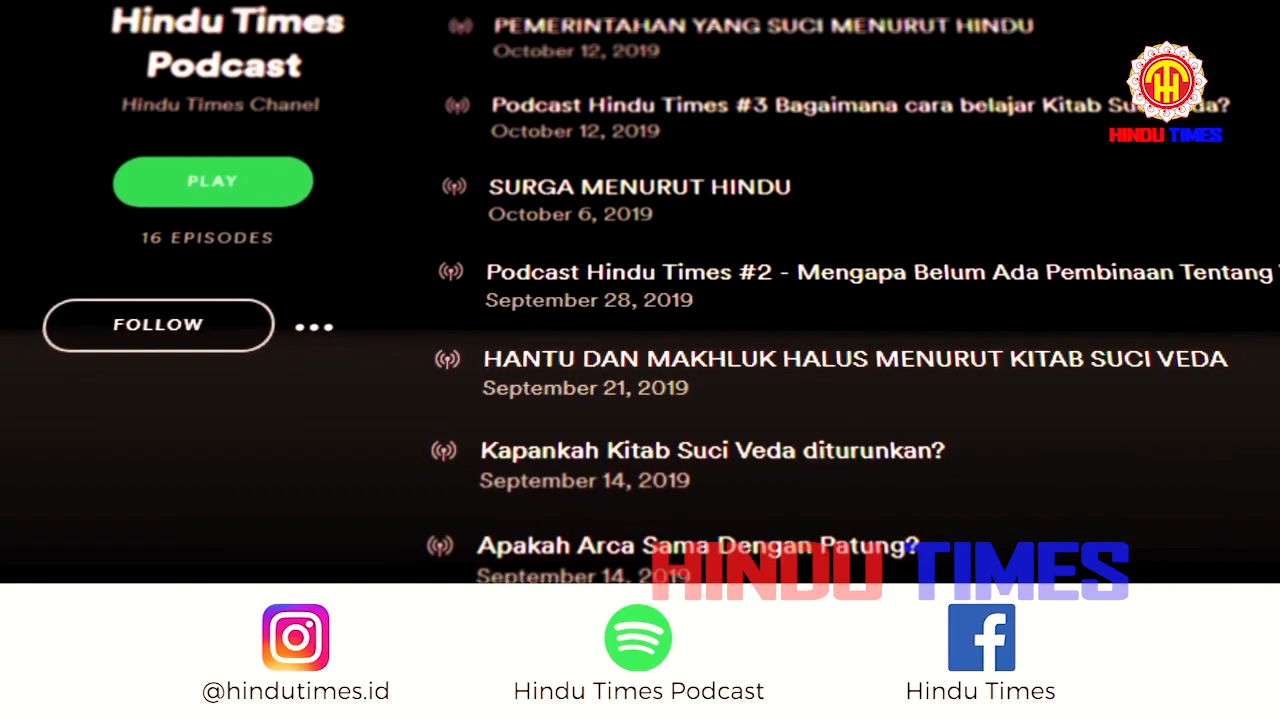 Hindu Times
Podcast
Hindu Times Chanel
PLAY
16 EPISODES
FOLLOW
PEMERINTAHAN YANG SUCI MENURUT HINDU
October 12, 2019
Podcast Hindu Times #3 Bagaimana cara belajar Kitab
October 12, 2019
SURGA MENURUT HINDU
October 6, 2019
Podcast Hindu Times #2 - Mengapa Belum Ada Pembinaan Tentang
September 28, 2019
HANTU DAN MAKHLUK HALUS MENURUT KITAB SUCI VEDA
September 21, 2019
Kapankah Kitab Suci Veda diturunkan?
September 14, 2019
Apakah Arca Sama Dengan Patung?
September 14, 2019
HINDU TIMES
HINDU TIMES
@hindutimes.id
Hindu Times Podcast
Hindu Times